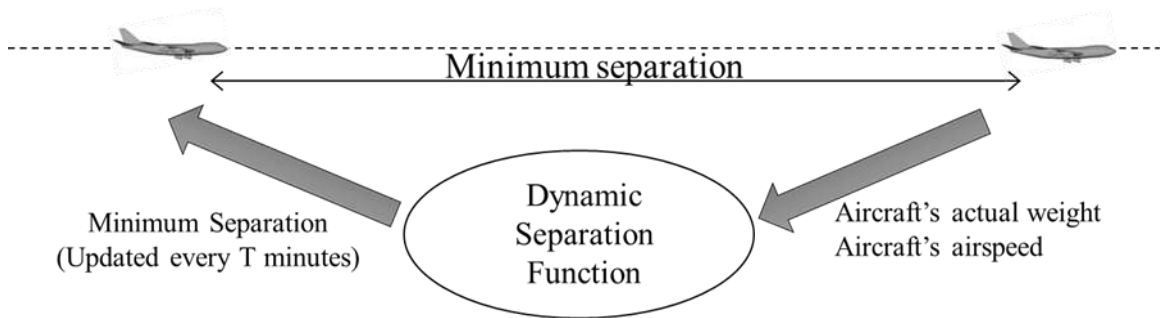 Minimum separation
Dynamic
Separation
Function
Minimum Separation
(Updated every T minutes)
Aircraft's actual weight
Aircraft's airspeed